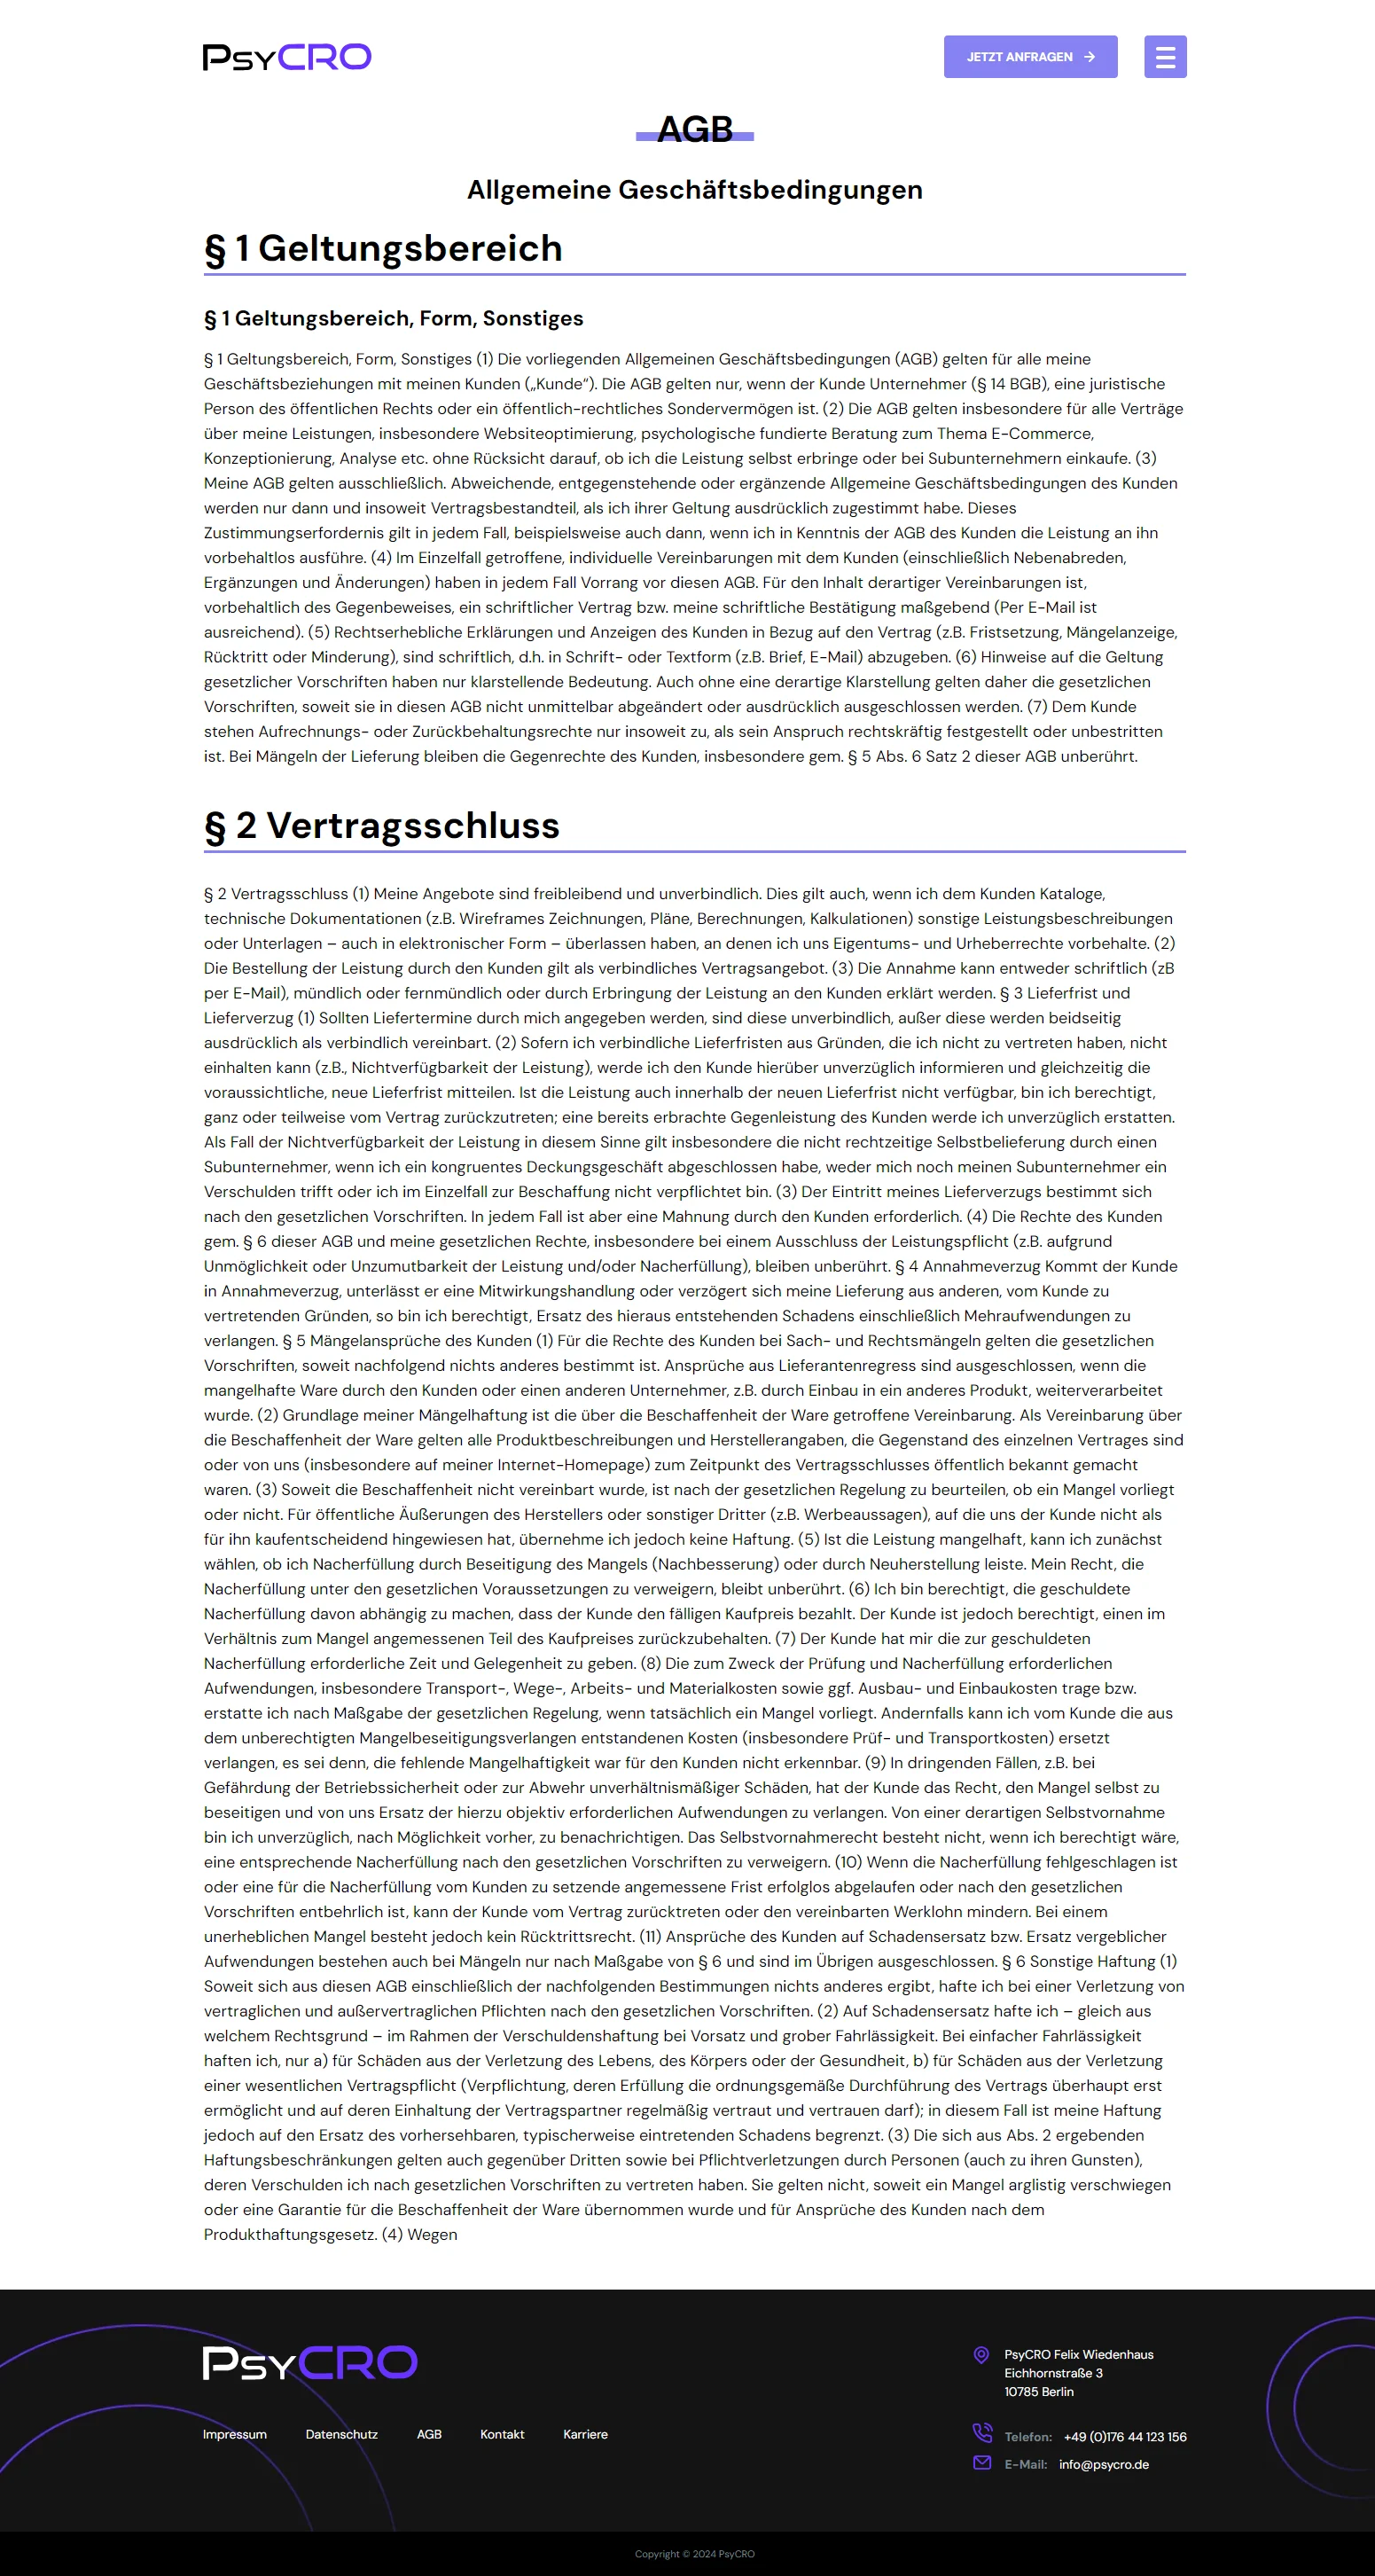 PsyCRO
JETZT ANFRAGEN →
AGB
Allgemeine Geschäftsbedingungen
§ 1 Geltungsbereich
§ 1 Geltungsbereich, Form, Sonstiges
§ 1 Geltungsbereich, Form, Sonstiges (1) Die vorliegenden Allgemeinen Geschäftsbedingungen (AGB) gelten für alle meine
Geschäftsbeziehungen mit meinen Kunden („Kunde“). Die AGB gelten nur, wenn der Kunde Unternehmer (§ 14 BGB), eine juristische
Person des öffentlichen Rechts oder ein öffentlich-rechtliches Sondervermögen ist. (2) Die AGB gelten insbesondere für alle Verträge
über meine Leistungen, insbesondere Websiteoptimierung, psychologische fundierte Beratung zum Thema E-Commerce,
Konzeptionierung, Analyse etc. ohne Rücksicht darauf, ob ich die Leistung selbst erbringe oder bei Subunternehmern einkaufe. (3)
Meine AGB gelten ausschließlich. Abweichende, entgegenstehende oder ergänzende Allgemeine Geschäftsbedingungen des Kunden
werden nur dann und insoweit Vertragsbestandteil, als ich ihrer Geltung ausdrücklich zugestimmt habe. Dieses
Zustimmungserfordernis gilt in jedem Fall, beispielsweise auch dann, wenn ich in Kenntnis der AGB des Kunden die Leistung an ihn
vorbehaltlos ausführe. (4) Im Einzelfall getroffene, individuelle Vereinbarungen mit dem Kunden (einschließlich Nebenabreden,
Ergänzungen und Änderungen) haben in jedem Fall Vorrang vor diesen AGB. Für den Inhalt derartiger Vereinbarungen ist,
vorbehaltlich des Gegenbeweises, ein schriftlicher Vertrag bzw. meine schriftliche Bestätigung maßgebend (Per E-Mail ist
ausreichend). (5) Rechtserhebliche Erklärungen und Anzeigen des Kunden in Bezug auf den Vertrag (z.B. Fristsetzung, Mängelanzeige,
Rücktritt oder Minderung), sind schriftlich, d.h. in Schrift- oder Textform (z.B. Brief, E-Mail) abzugeben. (6) Hinweise auf die Geltung
gesetzlicher Vorschriften haben nur klarstellende Bedeutung. Auch ohne eine derartige Klarstellung gelten daher die gesetzlichen
Vorschriften, soweit sie in diesen AGB nicht unmittelbar abgeändert oder ausdrücklich ausgeschlossen werden. (7) Dem Kunde
stehen Aufrechnungs- oder Zurückbehaltungsrechte nur insoweit zu, als sein Anspruch rechtskräftig festgestellt oder unbestritten
ist. Bei Mängeln der Lieferung bleiben die Gegenrechte des Kunden, insbesondere gem. § 5 Abs. 6 Satz 2 dieser AGB unberührt.
§ 2 Vertragsschluss
§ 2 Vertragsschluss (1) Meine Angebote sind freibleibend und unverbindlich. Dies gilt auch, wenn ich dem Kunden Kataloge,
technische Dokumentationen (z.B. Wireframes Zeichnungen, Pläne, Berechnungen, Kalkulationen) sonstige Leistungsbeschreibungen
oder Unterlagen – auch in elektronischer Form – überlassen haben, an denen ich uns Eigentums- und Urheberrechte vorbehalte. (2)
Die Bestellung der Leistung durch den Kunden gilt als verbindliches Vertragsangebot. (3) Die Annahme kann entweder schriftlich (zB
per E-Mail), mündlich oder fernmündlich oder durch Erbringung der Leistung an den Kunden erklärt werden. § 3 Lieferfrist und
Lieferverzug (1) Sollten Liefertermine durch mich angegeben werden, sind diese unverbindlich, außer diese werden beidseitig
ausdrücklich als verbindlich vereinbart. (2) Sofern ich verbindliche Lieferfristen aus Gründen, die ich nicht zu vertreten haben, nicht
einhalten kann (z.B., Nichtverfügbarkeit der Leistung), werde ich den Kunde hierüber unverzüglich informieren und gleichzeitig die
voraussichtliche, neue Lieferfrist mitteilen. Ist die Leistung auch innerhalb der neuen Lieferfrist nicht verfügbar, bin ich berechtigt,
ganz oder teilweise vom Vertrag zurückzutreten; eine bereits erbrachte Gegenleistung des Kunden werde ich unverzüglich erstatten.
Als Fall der Nichtverfügbarkeit der Leistung in diesem Sinne gilt insbesondere die nicht rechtzeitige Selbstbelieferung durch einen
Subunternehmer, wenn ich ein kongruentes Deckungsgeschäft abgeschlossen habe, weder mich noch meinen Subunternehmer ein
Verschulden trifft oder ich im Einzelfall zur Beschaffung nicht verpflichtet bin. (3) Der Eintritt meines Lieferverzugs bestimmt sich
nach den gesetzlichen Vorschriften. In jedem Fall ist aber eine Mahnung durch den Kunden erforderlich. (4) Die Rechte des Kunden
gem. § 6 dieser AGB und meine gesetzlichen Rechte, insbesondere bei einem Ausschluss der Leistungspflicht (z.B. aufgrund
Unmöglichkeit oder Unzumutbarkeit der Leistung und/oder Nacherfüllung), bleiben unberührt. § 4 Annahmeverzug Kommt der Kunde
in Annahmeverzug, unterlässt er eine Mitwirkungshandlung oder verzögert sich meine Lieferung aus anderen, vom Kunde zu
vertretenden Gründen, so bin ich berechtigt, Ersatz des hieraus entstehenden Schadens einschließlich Mehraufwendungen zu
verlangen. § 5 Mängelansprüche des Kunden (1) Für die Rechte des Kunden bei Sach- und Rechtsmängeln gelten die gesetzlichen
Vorschriften, soweit nachfolgend nichts anderes bestimmt ist. Ansprüche aus Lieferantenregress sind ausgeschlossen, wenn die
mangelhafte Ware durch den Kunden oder einen anderen Unternehmer, z.B. durch Einbau in ein anderes Produkt, weiterverarbeitet
wurde. (2) Grundlage meiner Mängelhaftung ist die über die Beschaffenheit der Ware getroffene Vereinbarung. Als Vereinbarung über
die Beschaffenheit der Ware gelten alle Produktbeschreibungen und Herstellerangaben, die Gegenstand des einzelnen Vertrages sind
oder von uns (insbesondere auf meiner Internet-Homepage) zum Zeitpunkt des Vertragsschlusses öffentlich bekannt gemacht
waren. (3) Soweit die Beschaffenheit nicht vereinbart wurde, ist nach der gesetzlichen Regelung zu beurteilen, ob ein Mangel vorliegt
oder nicht. Für öffentliche Äußerungen des Herstellers oder sonstiger Dritter (z.B. Werbeaussagen), auf die uns der Kunde nicht als
für ihn kaufentscheidend hingewiesen hat, übernehme ich jedoch keine Haftung. (5) Ist die Leistung mangelhaft, kann ich zunächst
wählen, ob ich Nacherfüllung durch Beseitigung des Mangels (Nachbesserung) oder durch Neuherstellung leiste. Mein Recht, die
Nacherfüllung unter den gesetzlichen Voraussetzungen zu verweigern, bleibt unberührt. (6) Ich bin berechtigt, die geschuldete
Nacherfüllung davon abhängig zu machen, dass der Kunde den fälligen Kaufpreis bezahlt. Der Kunde ist jedoch berechtigt, einen im
Verhältnis zum Mangel angemessenen Teil des Kaufpreises zurückzubehalten. (7) Der Kunde hat mir die zur geschuldeten
Nacherfüllung erforderliche Zeit und Gelegenheit zu geben. (8) Die zum Zweck der Prüfung und Nacherfüllung erforderlichen
Aufwendungen, insbesondere Transport-, Wege-, Arbeits- und Materialkosten sowie ggf. Ausbau- und Einbaukosten trage bzw.
erstatte ich nach Maßgabe der gesetzlichen Regelung, wenn tatsächlich ein Mangel vorliegt. Andernfalls kann ich vom Kunde die aus
dem unberechtigten Mangelbeseitigungsverlangen entstandenen Kosten (insbesondere Prüf- und Transportkosten) ersetzt
verlangen, es sei denn, die fehlende Mangelhaftigkeit war für den Kunden nicht erkennbar. (9) In dringenden Fällen, z.B. bei
Gefährdung der Betriebssicherheit oder zur Abwehr unverhältnismäßiger Schäden, hat der Kunde das Recht, den Mangel selbst zu
beseitigen und von uns Ersatz der hierzu objektiv erforderlichen Aufwendungen zu verlangen. Von einer derartigen Selbstvornahme
bin ich unverzüglich, nach Möglichkeit vorher, zu benachrichtigen. Das Selbstvornahmerecht besteht nicht, wenn ich berechtigt wäre,
eine entsprechende Nacherfüllung nach den gesetzlichen Vorschriften zu verweigern. (10) Wenn die Nacherfüllung fehlgeschlagen ist
oder eine für die Nacherfüllung vom Kunden zu setzende angemessene Frist erfolglos abgelaufen oder nach den gesetzlichen
Vorschriften entbehrlich ist, kann der Kunde vom Vertrag zurücktreten oder den vereinbarten Werklohn mindern. Bei einem
unerheblichen Mangel besteht jedoch kein Rücktrittsrecht. (11) Ansprüche des Kunden auf Schadensersatz bzw. Ersatz vergeblicher
Aufwendungen bestehen auch bei Mängeln nur nach Maßgabe von § 6 und sind im Übrigen ausgeschlossen. § 6 Sonstige Haftung (1)
Soweit sich aus diesen AGB einschließlich der nachfolgenden Bestimmungen nichts anderes ergibt, hafte ich bei einer Verletzung von
vertraglichen und außervertraglichen Pflichten nach den gesetzlichen Vorschriften. (2) Auf Schadensersatz hafte ich – gleich aus
welchem Rechtsgrund – im Rahmen der Verschuldenshaftung bei Vorsatz und grober Fahrlässigkeit. Bei einfacher Fahrlässigkeit
haften ich, nur a) für Schäden aus der Verletzung des Lebens, des Körpers oder der Gesundheit, b) für Schäden aus der Verletzung
einer wesentlichen Vertragspflicht (Verpflichtung, deren Erfüllung die ordnungsgemäße Durchführung des Vertrags überhaupt erst
ermöglicht und auf deren Einhaltung der Vertragspartner regelmäßig vertraut und vertrauen darf); in diesem Fall ist meine Haftung
jedoch auf den Ersatz des vorhersehbaren, typischerweise eintretenden Schadens begrenzt. (3) Die sich aus Abs. 2 ergebenden
Haftungsbeschränkungen gelten auch gegenüber Dritten sowie bei Pflichtverletzungen durch Personen (auch zu ihren Gunsten),
deren Verschulden ich nach gesetzlichen Vorschriften zu vertreten haben. Sie gelten nicht, soweit ein Mangel arglistig verschwiegen
oder eine Garantie für die Beschaffenheit der Ware übernommen wurde und für Ansprüche des Kunden nach dem
Produkthaftungsgesetz. (4) Wegen
PsyCRO
Impressum Datenschutz AGB Kontakt Karriere
PsyCRO Felix Wiedenhaus
Eichhornstraße 3
10785 Berlin
Telefon: +49 (0)176 44 123 156
E-Mail: info@psycro.de
Copyright © 2024 PsyCRO